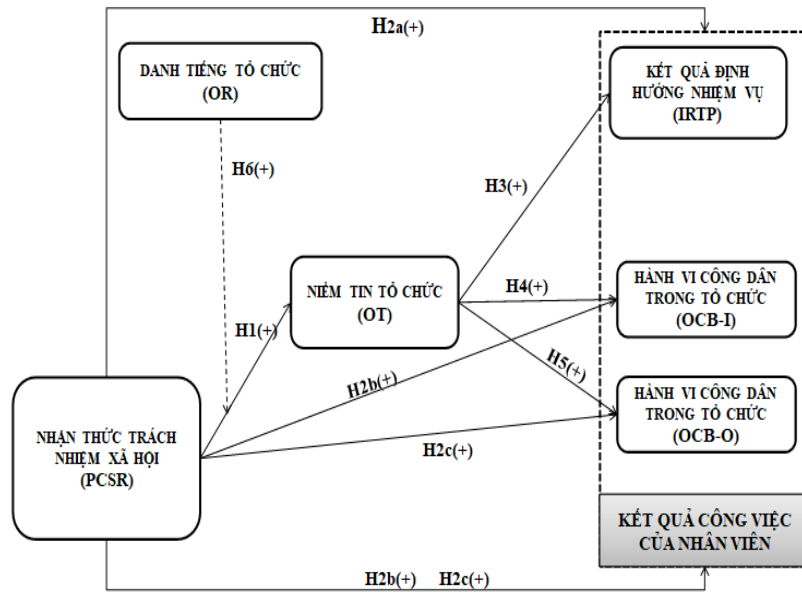 H2a(+)
DANH TIẾNG TỔ CHỨC
(OR)
KẾT QUẢ ĐỊNH
HƯỚNG NHIỆM VỤ
(IRTP)
H6(+)
H3(+)
NIỀM TIN TỔ CHỨC
(OT)
H4(+)
HÀNH VI CÔNG DÂN
TRONG TỔ CHỨC
(OCB-I)
H1(+)
H2b(+)
H5(+)
HÀNH VI CÔNG DÂN
TRONG TỔ CHỨC
(OCB-O)
NHẬN THỨC TRÁCH
NHIỆM XÃ HỘI
(PCSR)
H2c(+)
KẾT QUẢ CÔNG VIỆC
CỦA NHÂN VIÊN
H2b(+) H2c(+)